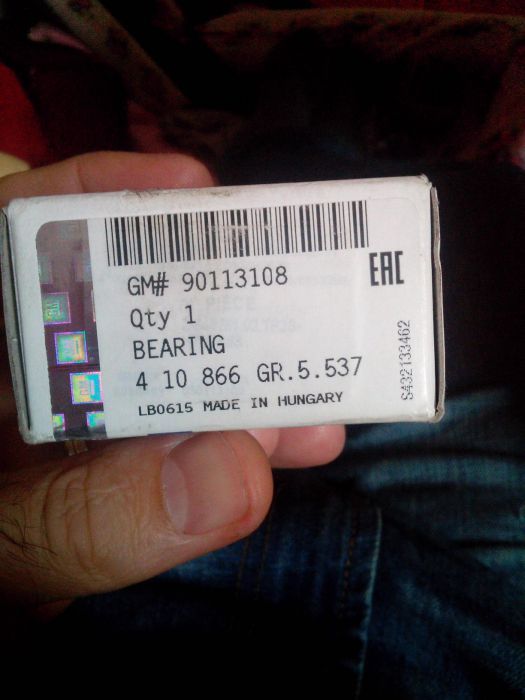 GM# 90113108
EAC
Qty 1
BEARING
4 10 866 GR.5.537
LB0615 MADE IN HUNGARY
S432133462